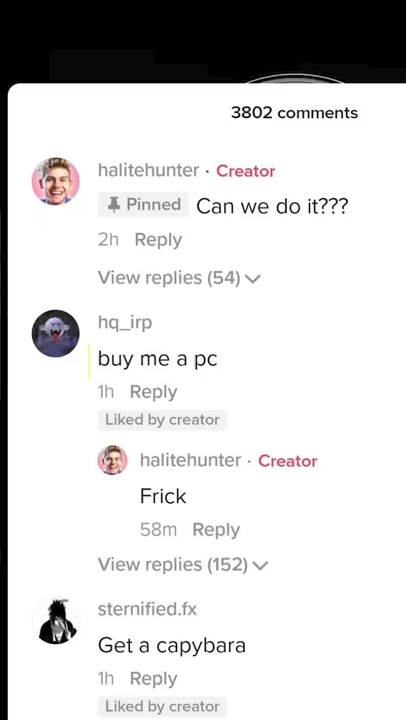 3802 comments
halitehunter · Creator
Pinned Can we do it???
2h Reply
View replies (54)
hq_irp
buy me a pc
1h Reply
Liked by creator
halitehunter · Creator
Frick
58m Reply
View replies (152)
sternified.fx
Get a capybara
1h Reply
Liked by creator